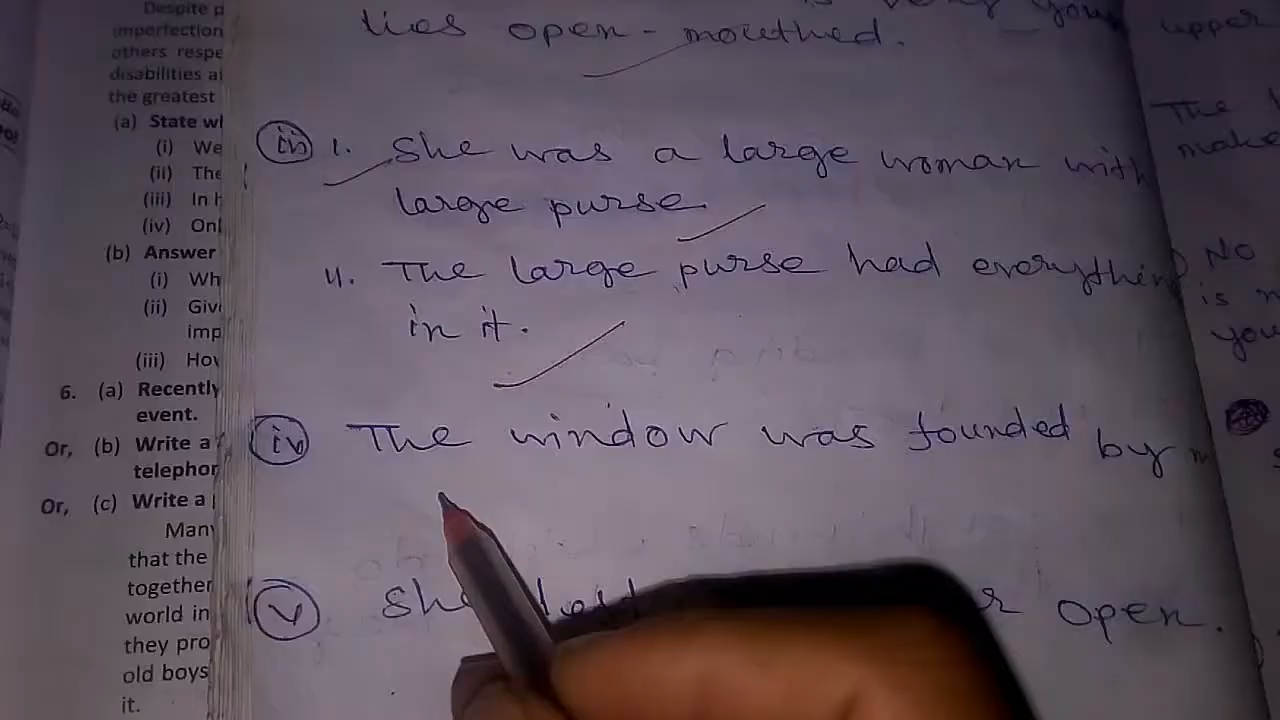 Despite
imperfection
others respe
disabilities
the greatest
(a) State
(i) We
(ii) The
(iii) In
(iv) Onl
(b) Answer
(i) Wh
(ii) Giv
imp
(iii) How
6. (a) Recently
event.
Or, (b) Write a
telephon
Or, (c) Write a
Many
that the
together
world in
they pro
old boys
it.
lies open-mouthed.
(iii) 1. She was a large woman with
large purse.
4. The large purse had everything
in it.
(iv) The window was founded by
(v) She open.
upper
The
make
No
is
you